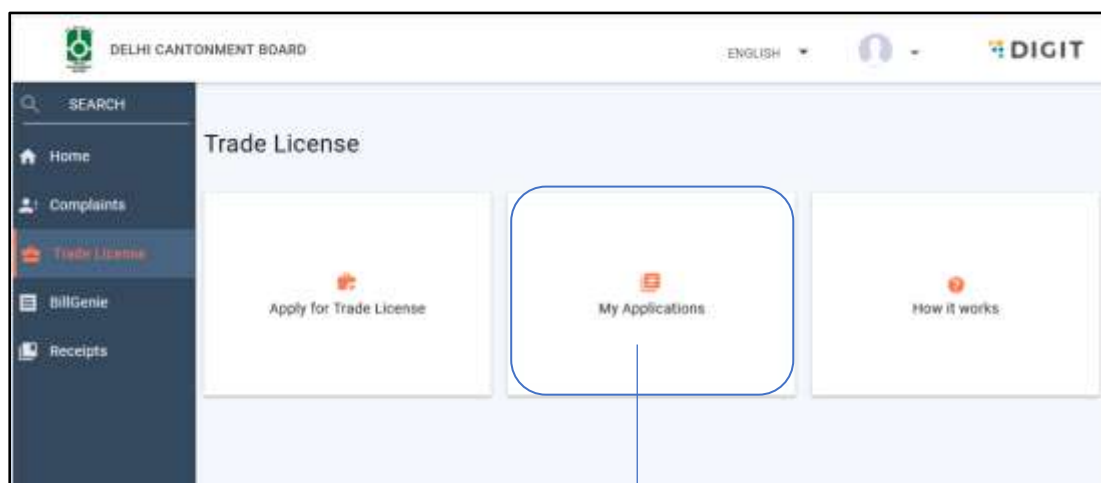 DELHI CANTONMENT BOARD
ENGLISH
DIGIT
SEARCH
Home
Complaints
Trade License
BillGenie
Receipts
Trade License
Apply for Trade License
My Applications
How it works